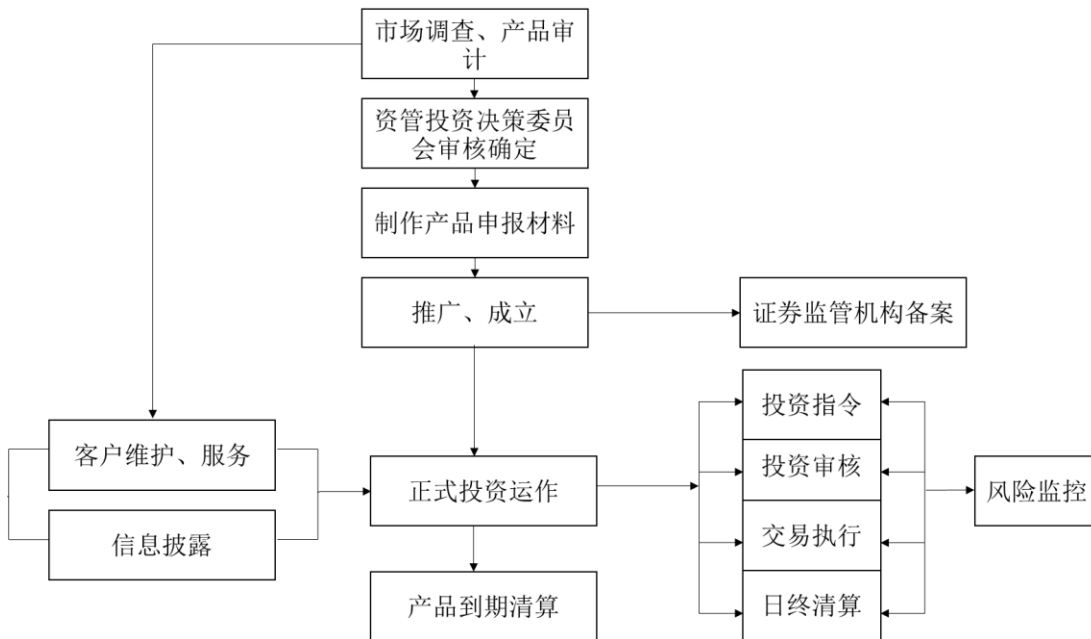 市场调查、产品审
计
资管投资决策委员
会审核确定
制作产品申报材料
推广、成立
证券监管机构备案
投资指令
客户维护、服务
投资审核
正式投资运作
风险监控
信息披露
交易执行
产品到期清算
日终清算